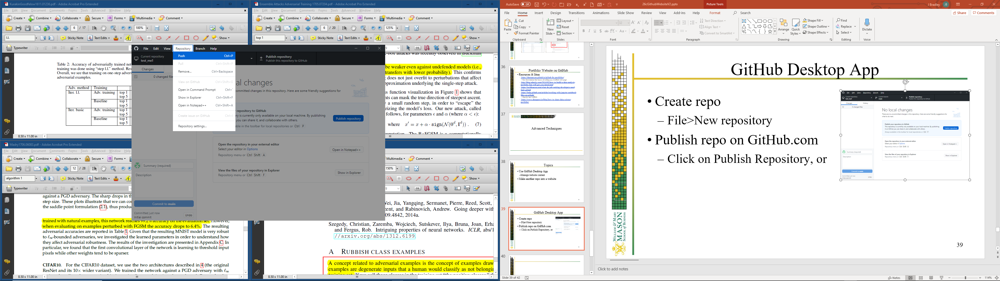 KurakinGoodfellow1611.01236.pdf - Adobe Acrobat Pro Extended
File Edit View Document Comments Forms Tools Advanced Window Help
Create Combine Collaborate Secure Forms Multimedia Comment
6 / 17 100%
l.l. Sticky Note Text Edits Show
Typewriter
Table 2: Accuracy of adversarially trained net
training was done using “step l.l.” method. Res
Overall, we see that training on one-step advers
adversarial examples.
Adv. method Training
Iter. l.l. Adv. training top 1
top 5
Baseline top 1
top 5
Iter. basic Adv. training top 1
top 5
Baseline top 1
top 5
8.50 x 11.00 in
Ensemble Attacks Adversarial Training 1705.07204.pdf - Adobe Acrobat Pro Extended
File Edit View Document Comments Forms Tools Advanced Window Help
Create Combine Collaborate Secure Forms Multimedia Comment
6 / 20 125%
top 1 Sticky Note Text Edits Show
k-box attacks was recently observed in Buckman
be weaker even against undefended models (i.e.,
transfers with lower probability). This confirms
g does not just overfit to perturbations that affect
pproximation underlying the single-step attack.
ss function visualization in Figure 1 shows that
nts can mask the true direction of steepest ascent.
y a small random step, in order to “escape” the
arizing the model's loss. Our new attack, called
follows, for parameters ϵ and α (where α < ϵ):
where x′ = x + α · sign(N(0^d, I^d)) . (7)
mputation. The R+FGSM is a computationally
File Edit View Repository Branch Help
Current repository
test_me1
Publish repository
Publish this repository to GitHub
Changes
0 changed file
Push Ctrl+P
Pull Ctrl+Shift+P
Remove... Ctrl+Backspace
View on GitHub Ctrl+Shift+G
Open in Command Prompt Ctrl+`
Show in Explorer Ctrl+Shift+F
Open in Notepad++ Ctrl+Shift+A
Create issue on GitHub Ctrl+I
Repository settings...
al changes
committed changes in this repository. Here are some friendly suggestions for
r repository to GitHub
ry is currently only available on your local machine. By publishing
you can share it, and collaborate with others.
able in the toolbar for local repositories or Ctrl P
Publish repository
Open the repository in your external editor
Select your editor in Options
Repository menu or Ctrl Shift A
Open in Notepad++
View the files of your repository in Explorer
Repository menu or Ctrl Shift F
Show in Explorer
Summary (required)
Description
Commit to main
Committed just now
Initial commit
Undo
Madry1706.06083.pdf - Adobe Acrobat Pro Extended
File Edit View Document Comments Forms Tools Advanced Window Help
Create Combine Collaborate Secure Forms
12 / 28
algorithm 1 Sticky Note Text Edits
Typewriter
against a PGD adversary. The sharp drops in th
step size. These plots illustrate that we can co
the saddle point formulation (2.1), thus produc
trained with natural examples, this network reaches 99.2% accuracy on the evaluation set. However,
when evaluating on examples perturbed with FGSM the accuracy drops to 6.4%. The resulting
adversarial accuracies are reported in Table 1. Given that the resulting MNIST model is very robust
to ℓ∞-bounded adversaries, we investigated the learned parameters in order to understand how
they affect adversarial robustness. The results of the investigation are presented in Appendix C. In
particular, we found that the first convolutional layer of the network is learning to threshold input
pixels while other weights tend to be sparser.
CIFAR10. For the CIFAR10 dataset, we use the two architectures described in 4 (the original
ResNet and its 10× wider variant). We trained the network against a PGD adversary with ℓ∞
8.50 x 11.00 in
Multimedia Comment
150%
Show
Wei, Jia, Yangqing, Sermanet, Pierre, Reed, Scott,
cent, and Rabinovich, Andrew. Going deeper with
09.4842, 2014a.
Szegedy, Christian, Zaremba, Wojciech, Sutskever, Ilya, Bruna, Joan, Erha
and Fergus, Rob. Intriguing properties of neural networks. ICLR, abs/1
//arxiv.org/abs/1312.6199.
A RUBBISH CLASS EXAMPLES
A concept related to adversarial examples is the concept of examples draw
examples are degenerate inputs that a human would classify as not belongin
8.50 x 11.00 in
AutoSave Off
26cGithubWebsiteV2.pptx
Picture Tools
J Bradley JB
File Home Insert Design Transitions Animations Slide Show Review View Add-ins Help Format Search
Share Comments
Paste Cut
Copy
Format Painter
Clipboard
New
Slide
Layout
Reset
Section
Slides
Font
Text Direction
Align Text
Convert to SmartArt
Paragraph
Arrange
Quick
Styles
Shape Fill
Shape Outline
Shape Effects
Drawing
Find
Replace
Select
Editing
Dictate
Voice
36
Portfolio Website on GitHub
• Resources & Ideas
37
Advanced Techniques
38
Topics
• Use GitHub Desktop App
–Manage website content
• Make another repo into a website
39
GitHub Desktop App
• Create repo
– File>New repository
• Publish repo on GitHub.com
– Click on Publish Repository, or
40
GitHub Desktop App
• Create repo
– File>New repository
• Publish repo on GitHub.com
– Click on Publish Repository, or
No local changes
Publish repository
Open in Notepad++
Show in Explorer
Summary (required)
Description
Commit to main
WILLIAM & MARY
MASON
SCHOOL of BUSINESS
39
Click to add notes
Slide 39 of 42
Notes
114%